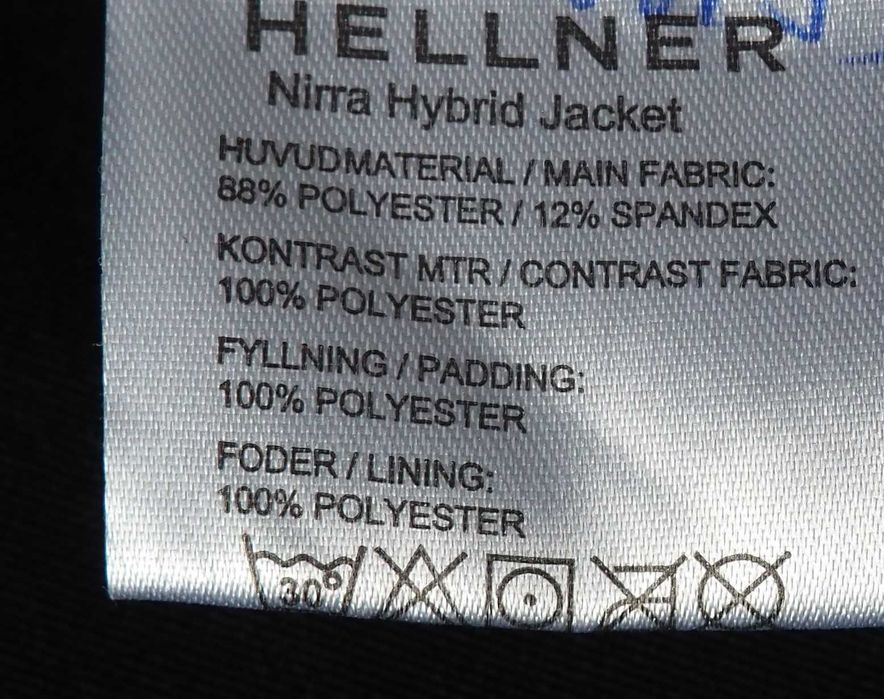 HELLNER
Nirra Hybrid Jacket
HUVUDMATERIAL / MAIN FABRIC:
88% POLYESTER / 12% SPANDEX
KONTRAST MTR / CONTRAST FABRIC:
100% POLYESTER
FYLLNING / PADDING:
100% POLYESTER
FODER / LINING:
100% POLYESTER
30°